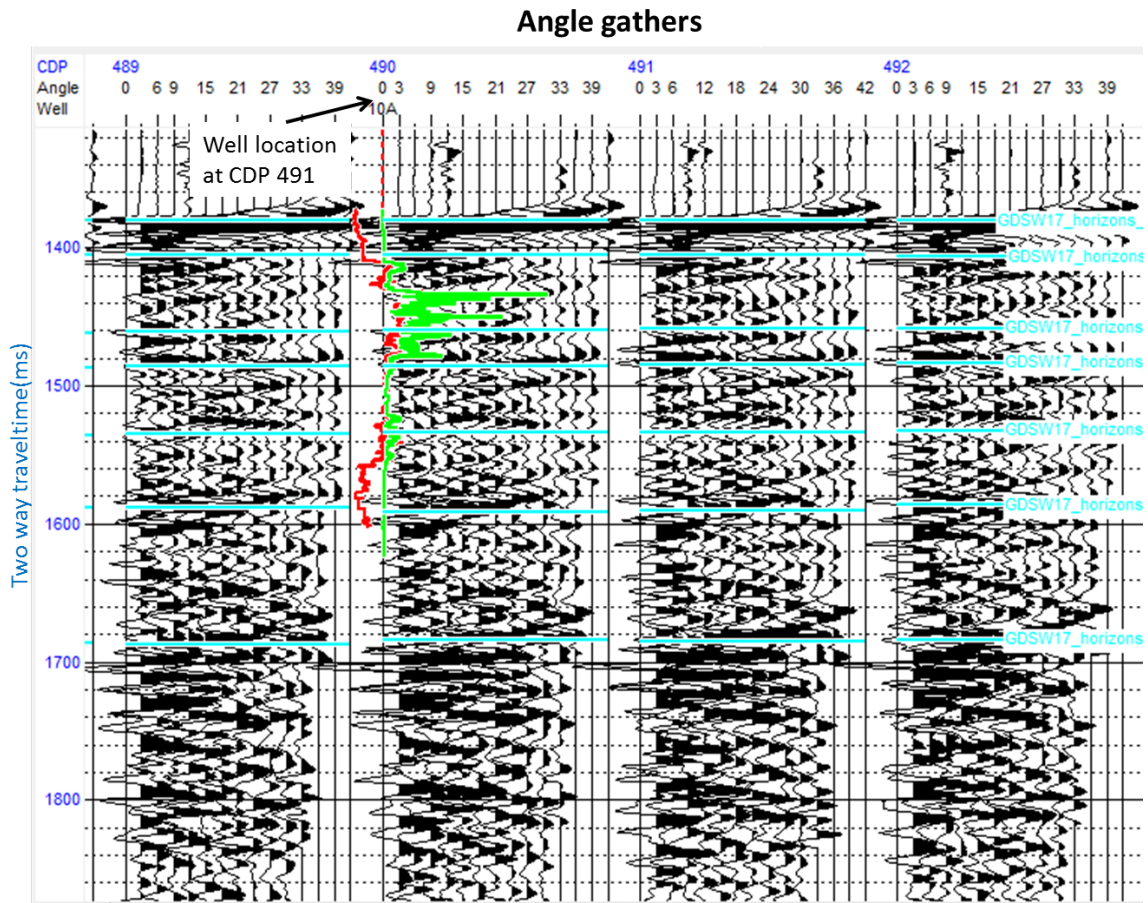 Angle gathers
CDP 489 490 491 492
Angle 0 6 9 15 21 27 33 39 0 3 9 15 21 27 33 39 0 3 6 12 18 24 30 36 42 0 3 6 9 15 21 27 33 39
Well 10A
Well location
at CDP 491
GDSW17_horizons_
1400
GDSW17_horizons
GDSW17_horizons
GDSW17_horizons
1500
GDSW17_horizons
GDSW17_horizons
1600
GDSW17_horizons
1700
1800
Two way traveltime(ms)